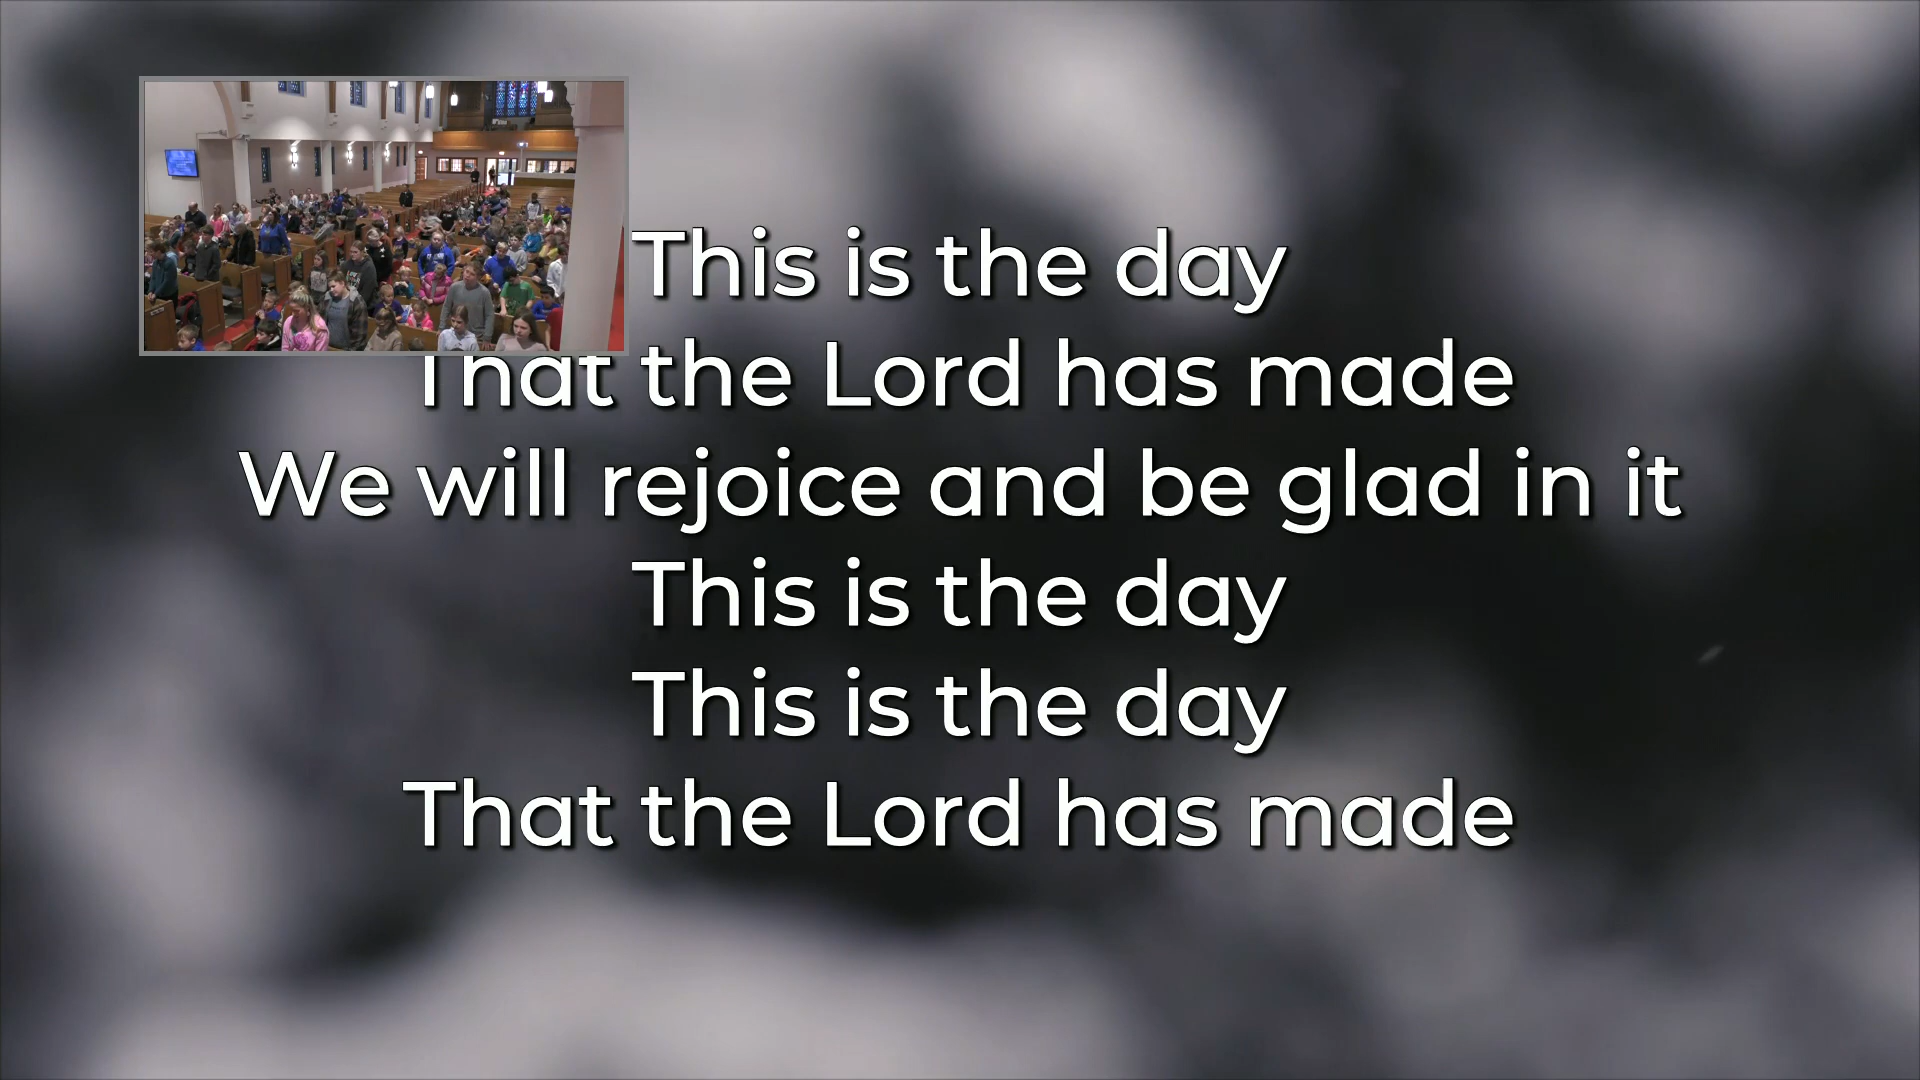 This is the day
That the Lord has made
We will rejoice and be glad in it
This is the day
This is the day
That the Lord has made